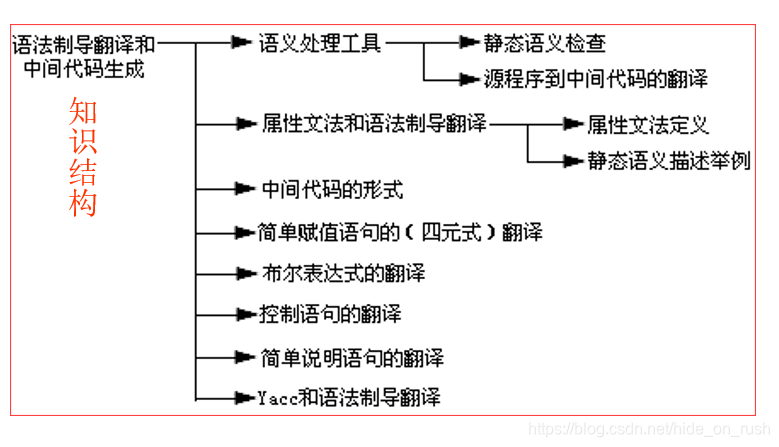 语法制导翻译和
中间代码生成
知识结构
语义处理工具
静态语义检查
源程序到中间代码的翻译
属性文法和语法制导翻译
属性文法定义
静态语义描述举例
中间代码的形式
简单赋值语句的(四元式)翻译
布尔表达式的翻译
控制语句的翻译
简单说明语句的翻译
Yacc和语法制导翻译
https://blog.csdn.net/hide_on_rush